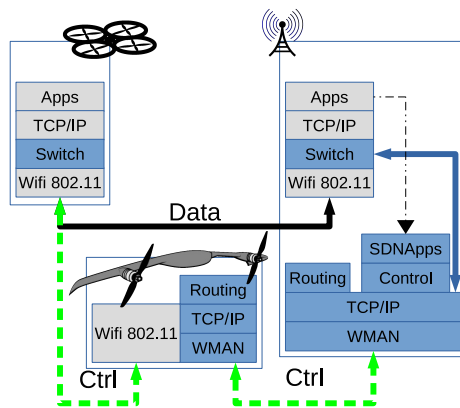 Apps
TCP/IP
Switch
Wifi 802.11
Apps
TCP/IP
Switch
Wifi 802.11
Data
SDNApps
Routing
Control
TCP/IP
WMAN
Routing
Wifi 802.11
TCP/IP
WMAN
Ctrl
Ctrl